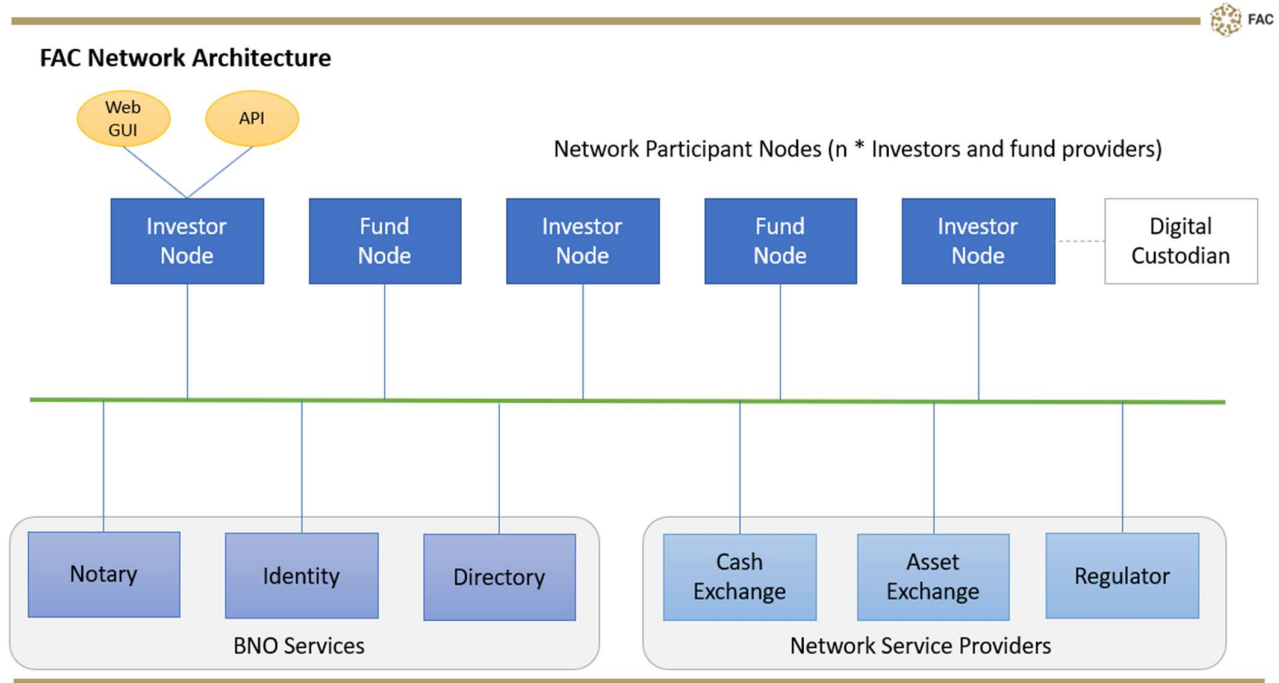 FAC
FAC Network Architecture
Web
GUI
API
Network Participant Nodes (n * Investors and fund providers)
Investor
Node
Fund
Node
Investor
Node
Fund
Node
Investor
Node
Digital
Custodian
Notary
Identity
Directory
Cash
Exchange
Asset
Exchange
Regulator
BNO Services
Network Service Providers